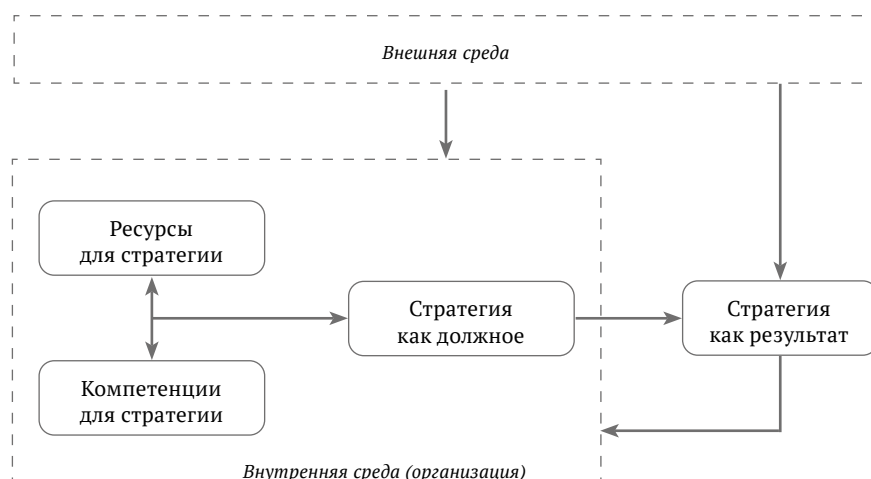 Внешняя среда
Ресурсы
для стратегии
Стратегия
как должное
Стратегия
как результат
Компетенции
для стратегии
Внутренняя среда (организация)